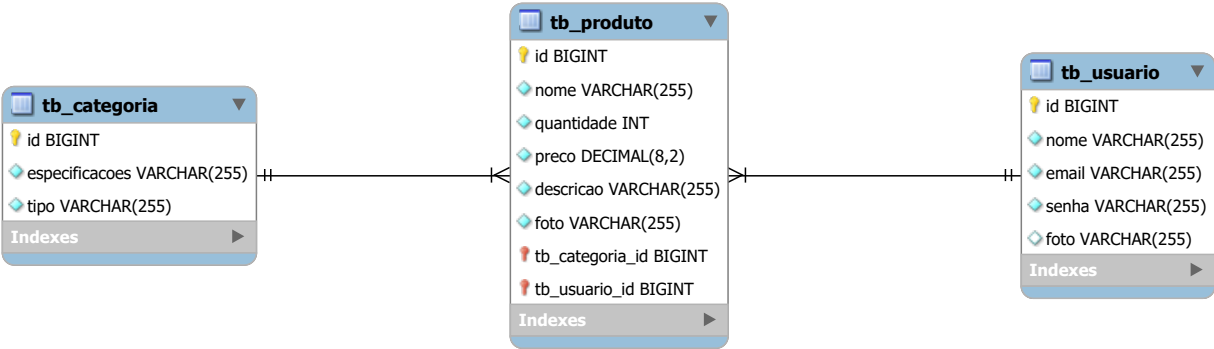 tb_categoria
id BIGINT
especificacoes VARCHAR(255)
tipo VARCHAR(255)
Indexes
tb_produto
id BIGINT
nome VARCHAR(255)
quantidade INT
preco DECIMAL(8,2)
descricao VARCHAR(255)
foto VARCHAR(255)
tb_categoria_id BIGINT
tb_usuario_id BIGINT
Indexes
tb_usuario
id BIGINT
nome VARCHAR(255)
email VARCHAR(255)
senha VARCHAR(255)
foto VARCHAR(255)
Indexes